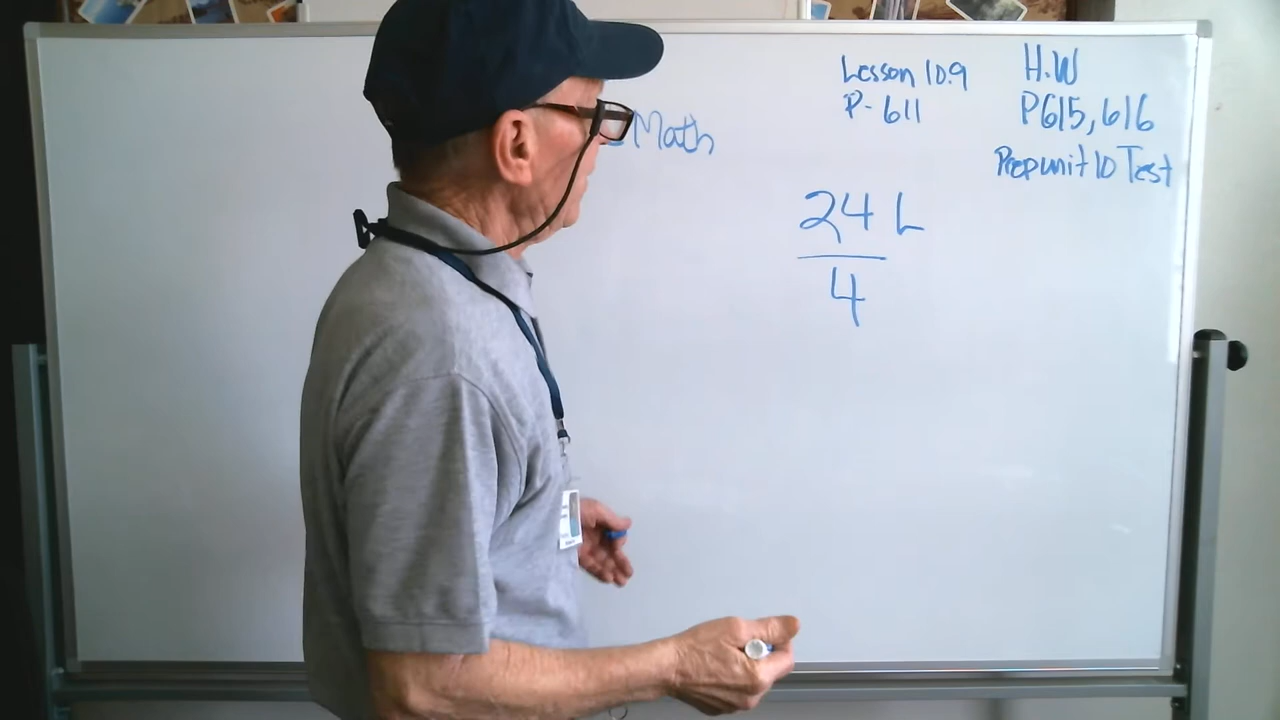 Math
Lesson 10.9
P- 611
H.W
P615, 616
Prep unit 10 Test
24 L
4